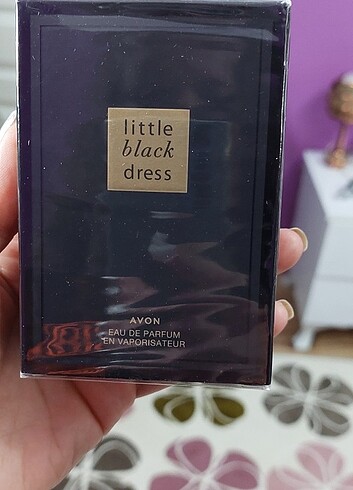 little
black
dress
AVON
EAU DE PARFUM
EN VAPORISATEUR